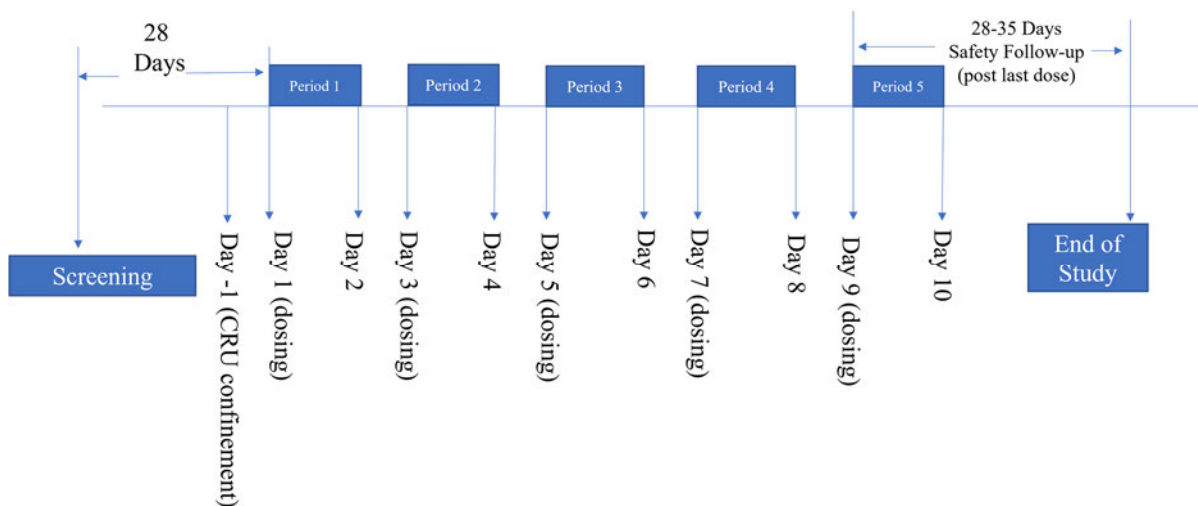 28
Days
28-35 Days
Safety Follow-up
(post last dose)
Period 1
Period 2
Period 3
Period 4
Period 5
Screening
Day -1 (CRU confinement)
Day 1 (dosing)
Day 2
Day 3 (dosing)
Day 4
Day 5 (dosing)
Day 6
Day 7 (dosing)
Day 8
Day 9 (dosing)
Day 10
End of
Study